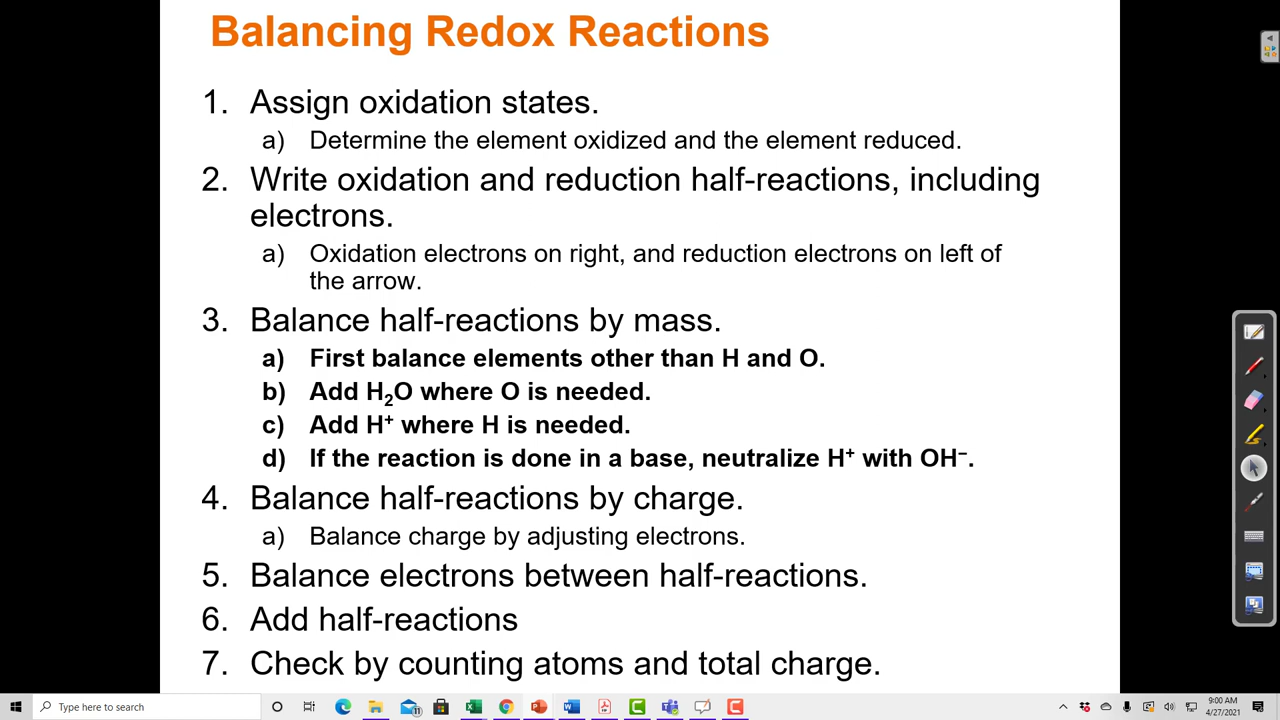 Balancing Redox Reactions
1. Assign oxidation states.
a) Determine the element oxidized and the element reduced.
2. Write oxidation and reduction half-reactions, including
electrons.
a) Oxidation electrons on right, and reduction electrons on left of
the arrow.
3. Balance half-reactions by mass.
a) First balance elements other than H and O.
b) Add H₂O where O is needed.
c) Add H⁺ where H is needed.
d) If the reaction is done in a base, neutralize H⁺ with OH⁻.
4. Balance half-reactions by charge.
a) Balance charge by adjusting electrons.
5. Balance electrons between half-reactions.
6. Add half-reactions
7. Check by counting atoms and total charge.
Type here to search
9:00 AM
4/27/2021